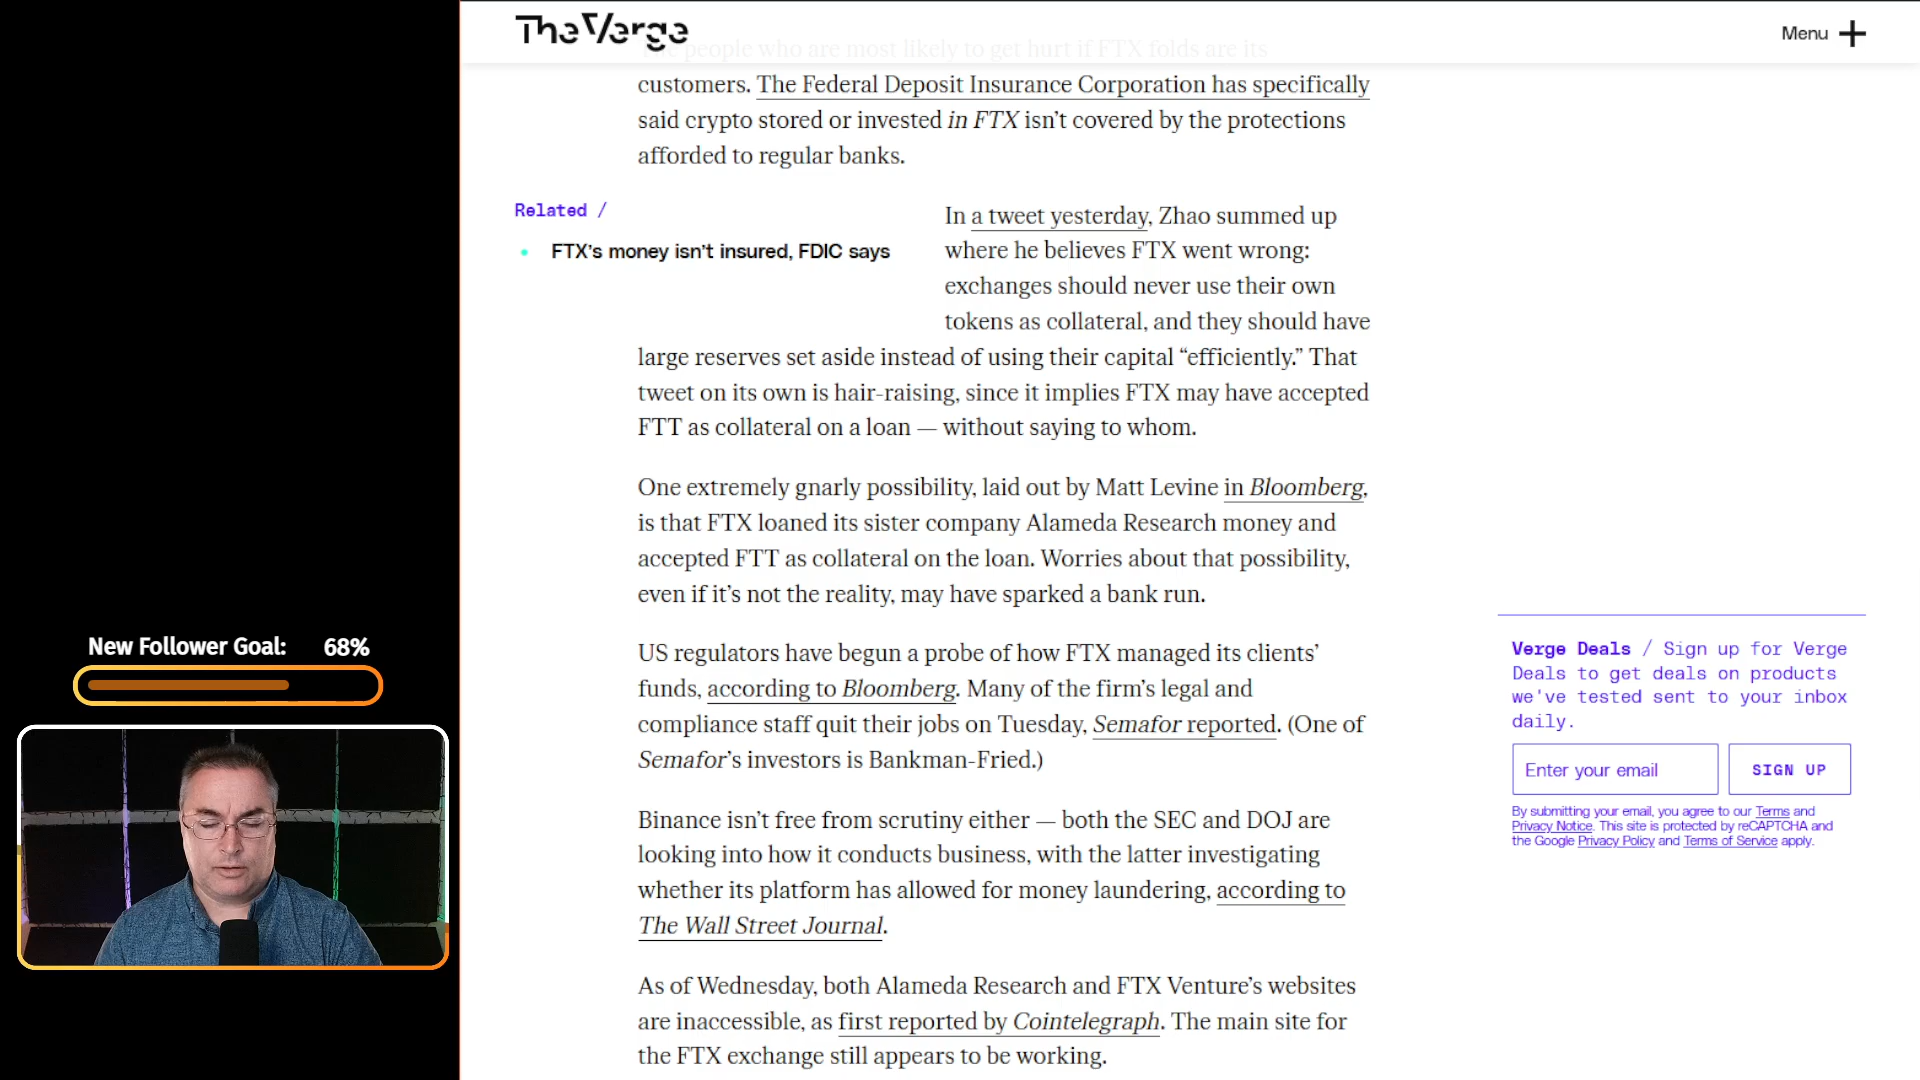 The Verge
Menu
The people who are most likely to get hurt if FTX folds are its
customers. The Federal Deposit Insurance Corporation has specifically
said crypto stored or invested in FTX isn’t covered by the protections
afforded to regular banks.
Related /
FTX’s money isn’t insured, FDIC says
In a tweet yesterday, Zhao summed up
where he believes FTX went wrong:
exchanges should never use their own
tokens as collateral, and they should have
large reserves set aside instead of using their capital “efficiently.” That
tweet on its own is hair-raising, since it implies FTX may have accepted
FTT as collateral on a loan — without saying to whom.
One extremely gnarly possibility, laid out by Matt Levine in Bloomberg,
is that FTX loaned its sister company Alameda Research money and
accepted FTT as collateral on the loan. Worries about that possibility,
even if it’s not the reality, may have sparked a bank run.
US regulators have begun a probe of how FTX managed its clients’
funds, according to Bloomberg. Many of the firm’s legal and
compliance staff quit their jobs on Tuesday, Semafor reported. (One of
Semafor’s investors is Bankman-Fried.)
Binance isn’t free from scrutiny either — both the SEC and DOJ are
looking into how it conducts business, with the latter investigating
whether its platform has allowed for money laundering, according to
The Wall Street Journal.
As of Wednesday, both Alameda Research and FTX Venture’s websites
are inaccessible, as first reported by Cointelegraph. The main site for
the FTX exchange still appears to be working.
Verge Deals / Sign up for Verge
Deals to get deals on products
we've tested sent to your inbox
daily.
Enter your email
SIGN UP
By submitting your email, you agree to our Terms and
Privacy Notice. This site is protected by reCAPTCHA and
the Google Privacy Policy and Terms of Service apply.
New Follower Goal: 68%